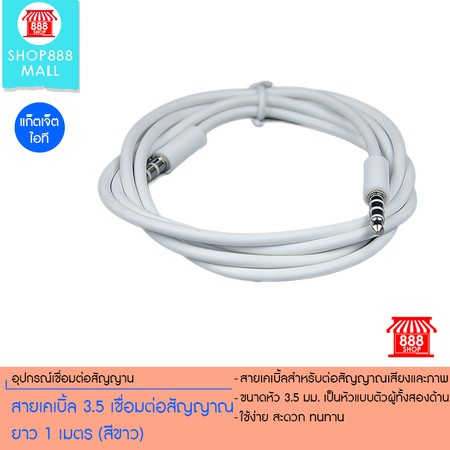 888
SHOP
SHOP888
MALL
แก็ตเจ็ต
ไอที
888
SHOP
อุปกรณ์เชื่อมต่อสัญญาน
สายเคเบิ้ล 3.5 เชื่อมต่อสัญญาณ
ยาว 1 เมตร (สีขาว)
- สายเคเบิ้ลสำหรับต่อสัญญาณเสียงและภาพ
- ขนาดหัว 3.5 มม. เป็นหัวแบบตัวผู้ทั้งสองด้าน
- ใช้ง่าย สะดวก ทนทาน